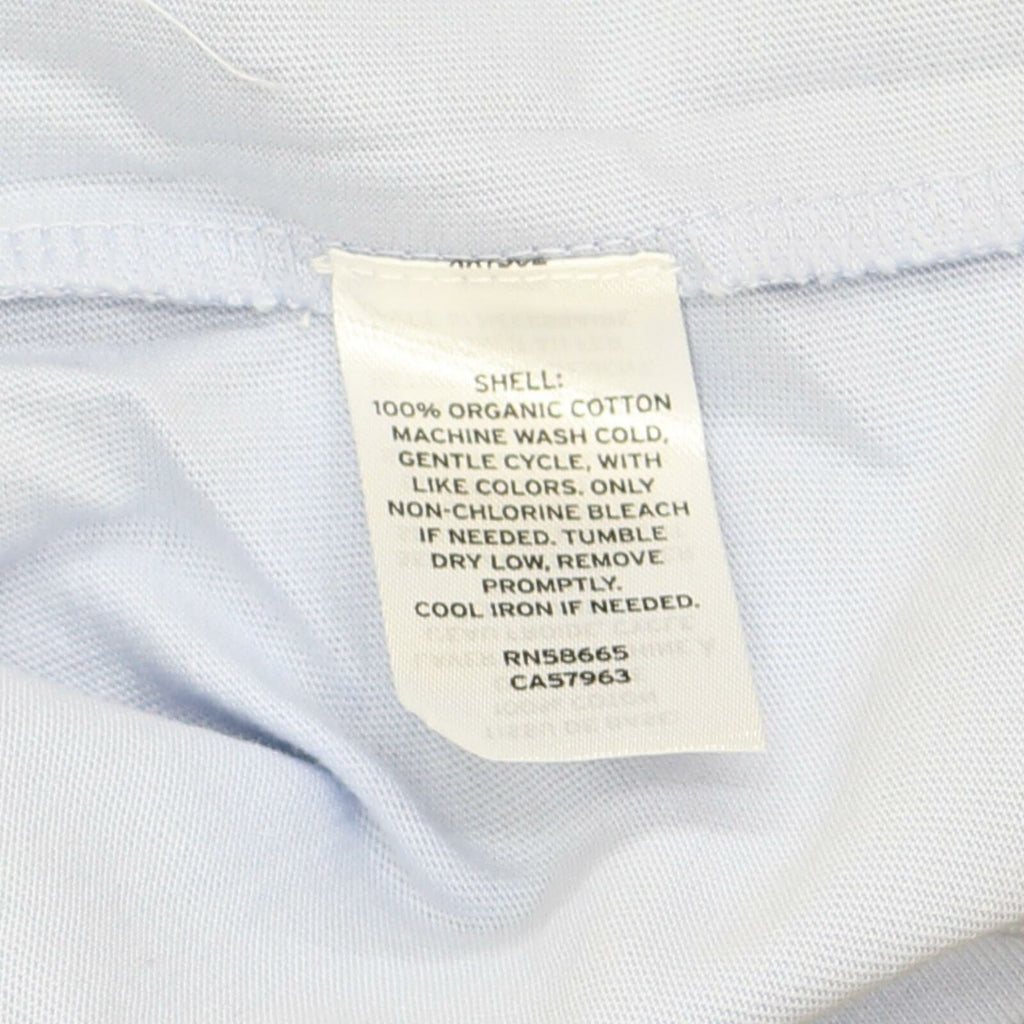 SHELL:
100% ORGANIC COTTON
MACHINE WASH COLD,
GENTLE CYCLE, WITH
LIKE COLORS. ONLY
NON-CHLORINE BLEACH
IF NEEDED. TUMBLE
DRY LOW, REMOVE
PROMPTLY.
COOL IRON IF NEEDED.
RN58665
CA57963